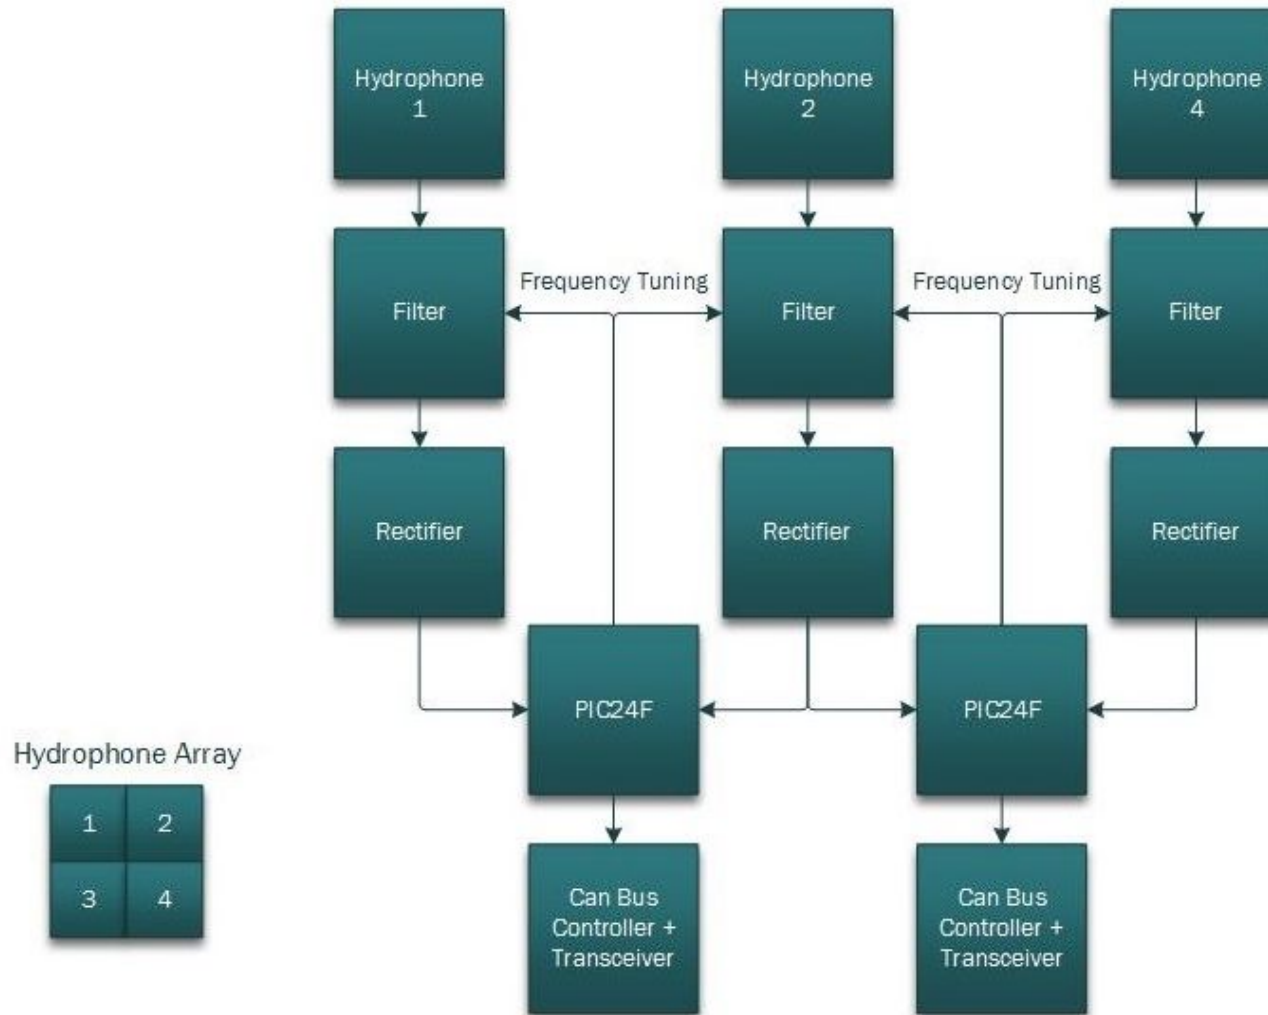 Hydrophone
1
Hydrophone
2
Hydrophone
4
Frequency Tuning
Frequency Tuning
Filter
Filter
Filter
Rectifier
Rectifier
Rectifier
PIC24F
PIC24F
Hydrophone Array
1 2
3 4
Can Bus
Controller +
Transceiver
Can Bus
Controller +
Transceiver